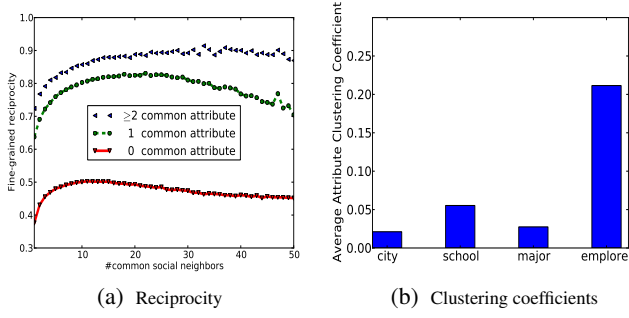 1.0
0.9
0.8
0.7
0.6
0.5
0.4
0.3
Fine-grained reciprocity
≥2 common attribute
1 common attribute
0 common attribute
10 20 30 40 50
#common social neighbors
(a) Reciprocity
Average Attribute Clustering Coefficient
0.25
0.20
0.15
0.10
0.05
0.00
city school major emplore
(b) Clustering coefficients